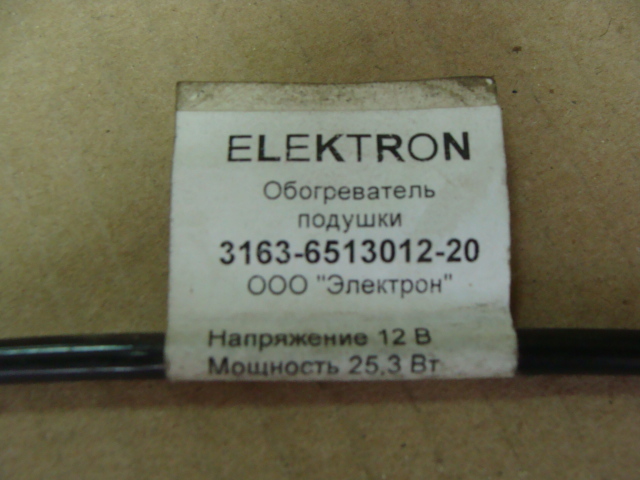 ELEKTRON
Обогреватель
подушки
3163-6513012-20
ООО "Электрон"
Напряжение 12 В
Мощность 25,3 Вт